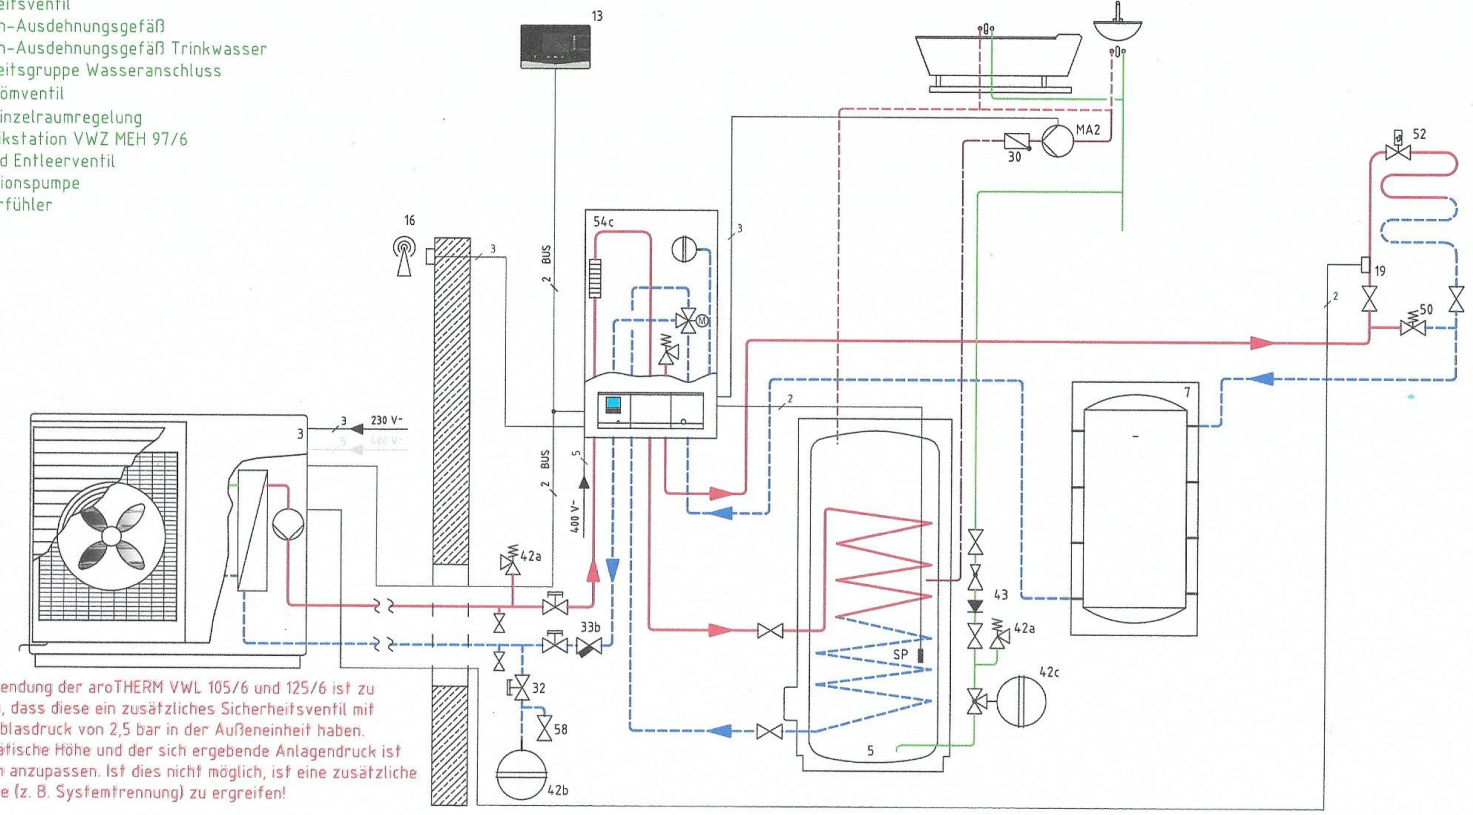 eitsventil
n-Ausdehnungsgefäß
n-Ausdehnungsgefäß Trinkwasser
eitsgruppe Wasseranschluss
ömventil
inzelraumregelung
ikstation VWZ MEH 97/6
d Entleerventil
ionspumpe
rfühler
13
MA2
30
52
16
3
2 BUS
54c
3
M
19
2
50
3
3
230 V~
5
400 V~
2 BUS
5
400 V~
2
7
42a
33b
32
58
42b
SP
5
43
42a
42c
endung der aroTHERM VWL 105/6 und 125/6 ist zu
, dass diese ein zusätzliches Sicherheitsventil mit
blasdruck von 2,5 bar in der Außeneinheit haben.
ätische Höhe und der sich ergebende Anlagendruck ist
n anzupassen. Ist dies nicht möglich, ist eine zusätzliche
e (z. B. Systemtrennung) zu ergreifen!